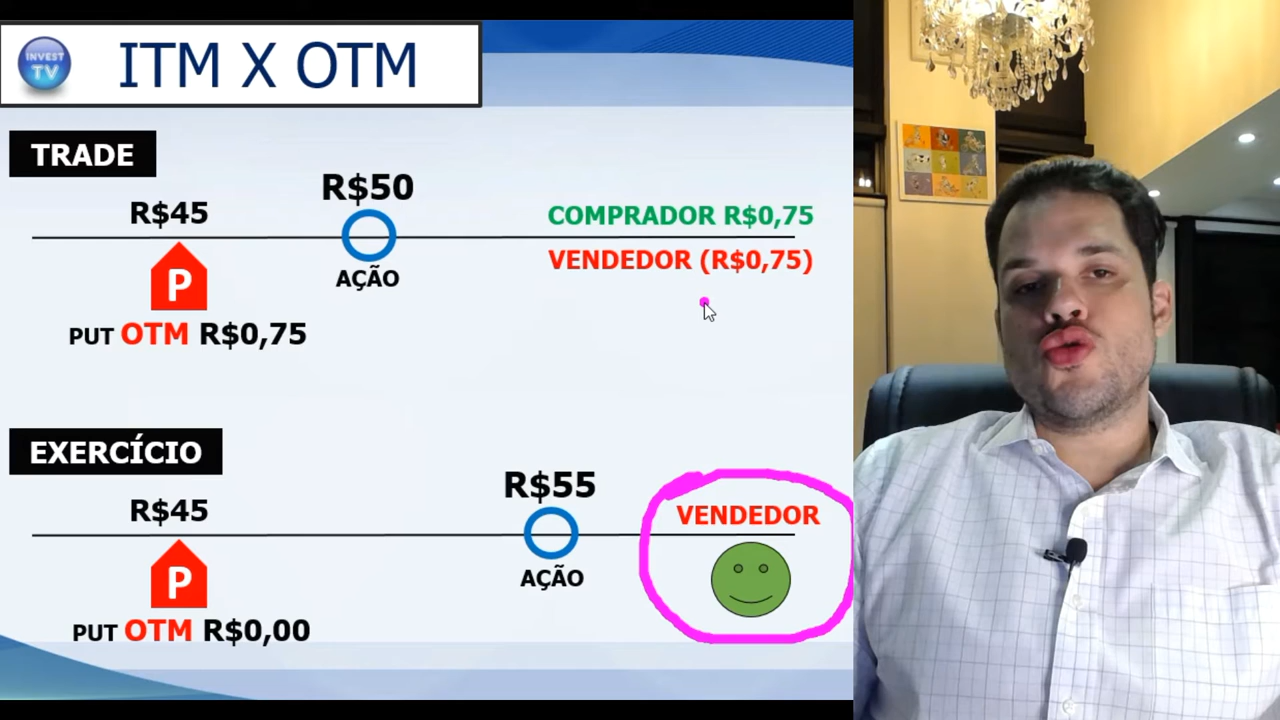 INVEST
TV
ITM X OTM
TRADE
R$50
R$45
COMPRADOR R$0,75
VENDEDOR (R$0,75)
P
AÇÃO
PUT OTM R$0,75
EXERCÍCIO
R$55
R$45
VENDEDOR
P
AÇÃO
PUT OTM R$0,00